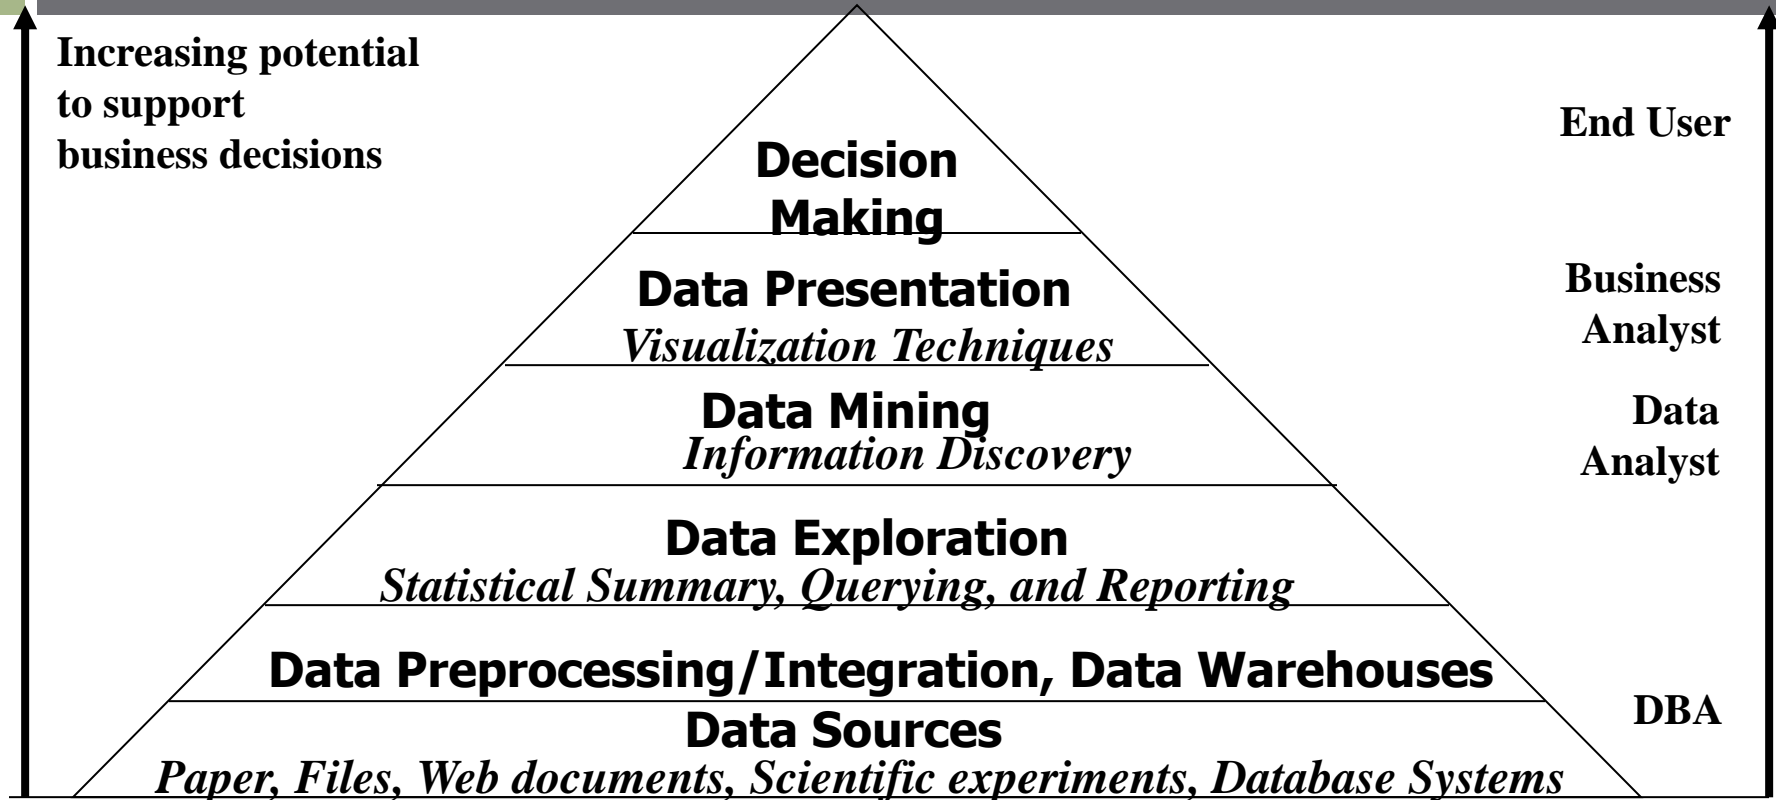 Increasing potential
to support
business decisions
End User
Decision
Making
Data Presentation
Visualization Techniques
Business
Analyst
Data Mining
Information Discovery
Data
Analyst
Data Exploration
Statistical Summary, Querying, and Reporting
Data Preprocessing/Integration, Data Warehouses
Data Sources
Paper, Files, Web documents, Scientific experiments, Database Systems
DBA